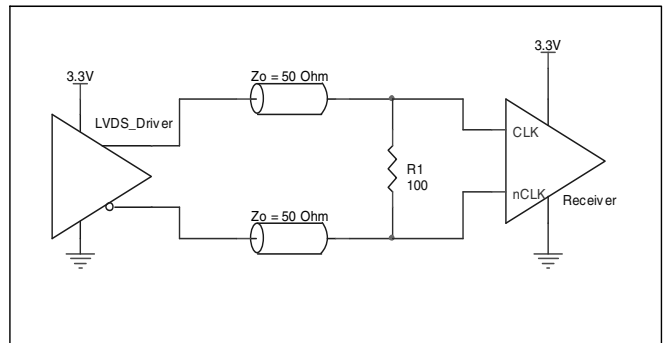 3.3V
3.3V
Zo = 50 Ohm
LVDS_Driver
CLK
R1
100
nCLK
Receiver
Zo = 50 Ohm